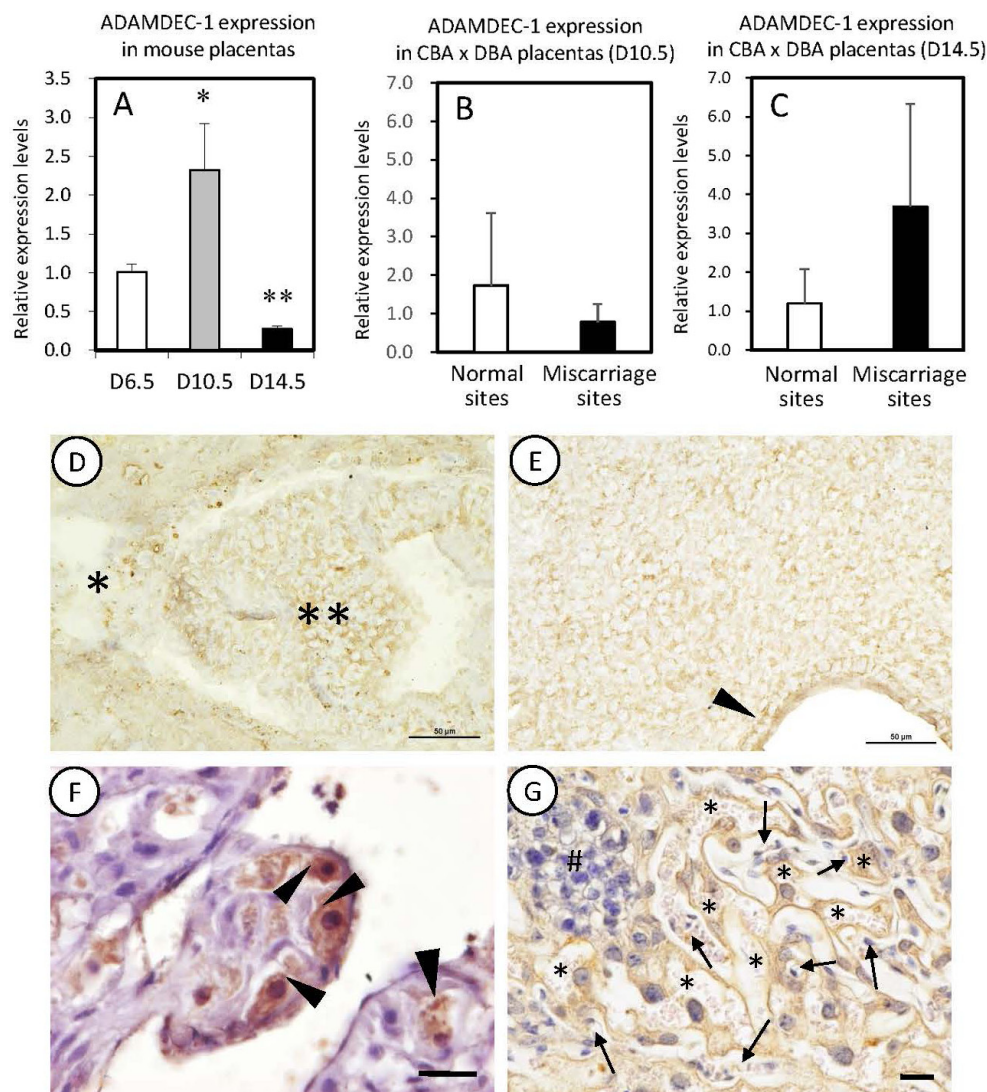 ADAMDEC-1 expression
in mouse placentas
A
Relative expression levels
3.5
3.0
2.5
2.0
1.5
1.0
0.5
0.0
*
**
D6.5
D10.5
D14.5
ADAMDEC-1 expression
in CBA x DBA placentas (D10.5)
B
Relative expression levels
7.0
6.0
5.0
4.0
3.0
2.0
1.0
0.0
Normal
sites
Miscarriage
sites
ADAMDEC-1 expression
in CBA x DBA placentas (D14.5)
C
Relative expression levels
7.0
6.0
5.0
4.0
3.0
2.0
1.0
0.0
Normal
sites
Miscarriage
sites
D
*
**
50 µm
E
50 µm
F
G
#
*
*
*
*
*
*
*
*